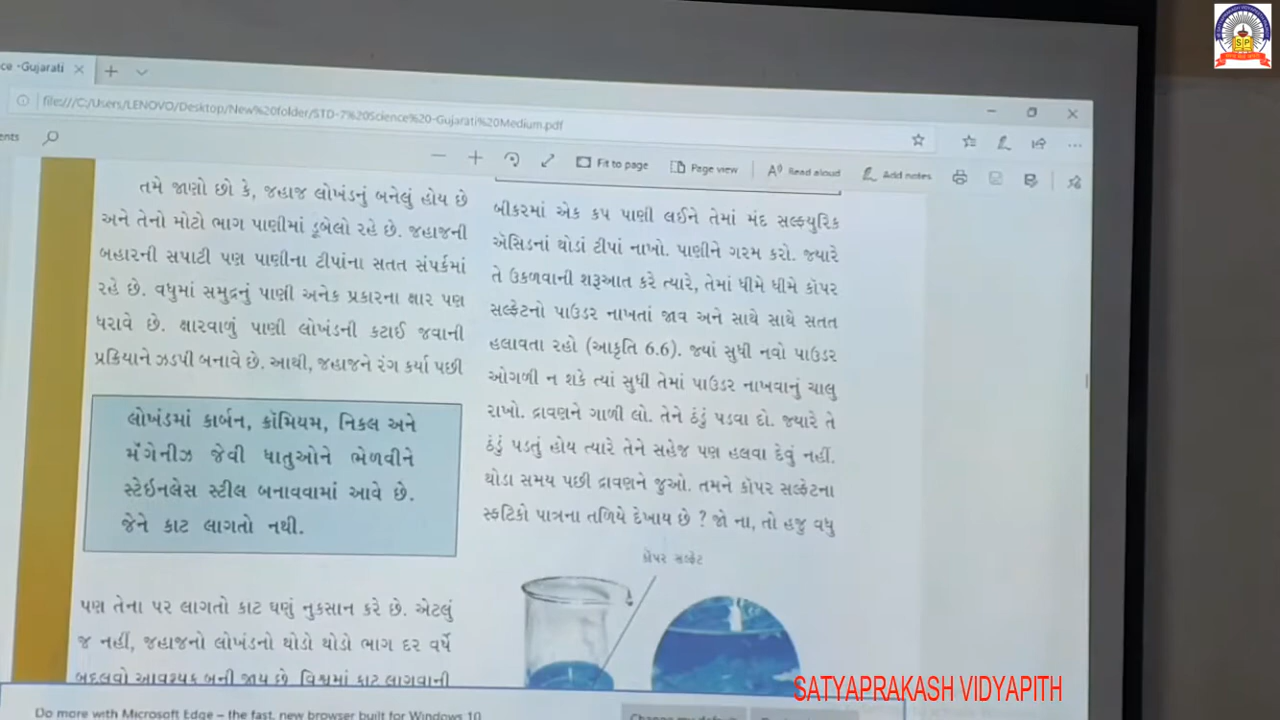 ce -Gujarati
file:///C:/Users/LENOVO/Desktop/New%20folder/STD-7%20Science%20-Gujarati%20Medium.pdf
ents
Fit to page
Page view
Read aloud
Add notes
તમે જાણો છો કે, જહાજ લોખંડનું બનેલું હોય છે
અને તેનો મોટો ભાગ પાણીમાં ડૂબેલો રહે છે. જહાજની
બહારની સપાટી પણ પાણીના ટીપાંના સતત સંપર્કમાં
રહે છે. વધુમાં સમુદ્રનું પાણી અનેક પ્રકારના ક્ષાર પણ
ધરાવે છે. ક્ષારવાળું પાણી લોખંડની કટાઈ જવાની
પ્રક્રિયાને ઝડપી બનાવે છે. આથી, જહાજને રંગ કર્યા પછી
લોખંડમાં કાર્બન, ક્રૉમિયમ, નિકલ અને
મૅંગેનીઝ જેવી ધાતુઓને ભેળવીને
સ્ટેઇનલેસ સ્ટીલ બનાવવામાં આવે છે.
જેને કાટ લાગતો નથી.
પણ તેના પર લાગતો કાટ ઘણું નુકસાન કરે છે. એટલું
જ નહીં, જહાજનો લોખંડનો થોડો થોડો ભાગ દર વર્ષે
બદલવો આવશ્યક બની જાય છે. વિશ્વમાં કાટ લાગવાની
બીકરમાં એક કપ પાણી લઈને તેમાં મંદ સલ્ફ્યુરિક
ઍસિડનાં થોડાં ટીપાં નાખો. પાણીને ગરમ કરો. જ્યારે
તે ઉકળવાની શરૂઆત કરે ત્યારે, તેમાં ધીમે ધીમે કૉપર
સલ્ફેટનો પાઉડર નાખતાં જાવ અને સાથે સાથે સતત
હલાવતા રહો (આકૃતિ 6.6). જ્યાં સુધી નવો પાઉડર
ઓગળી ન શકે ત્યાં સુધી તેમાં પાઉડર નાખવાનું ચાલુ
રાખો. દ્રાવણને ગાળી લો. તેને ઠંડું પડવા દો. જ્યારે તે
ઠંડું પડતું હોય ત્યારે તેને સહેજ પણ હલવા દેવું નહીં.
થોડા સમય પછી દ્રાવણને જુઓ. તમને કૉપર સલ્ફેટના
સ્ફટિકો પાત્રના તળિયે દેખાય છે ? જો ના, તો હજુ વધુ
કૉપર સલ્ફેટ
Do more with Microsoft Edge – the fast, new browser built for Windows 10
SATYAPRAKASH VIDYAPITH